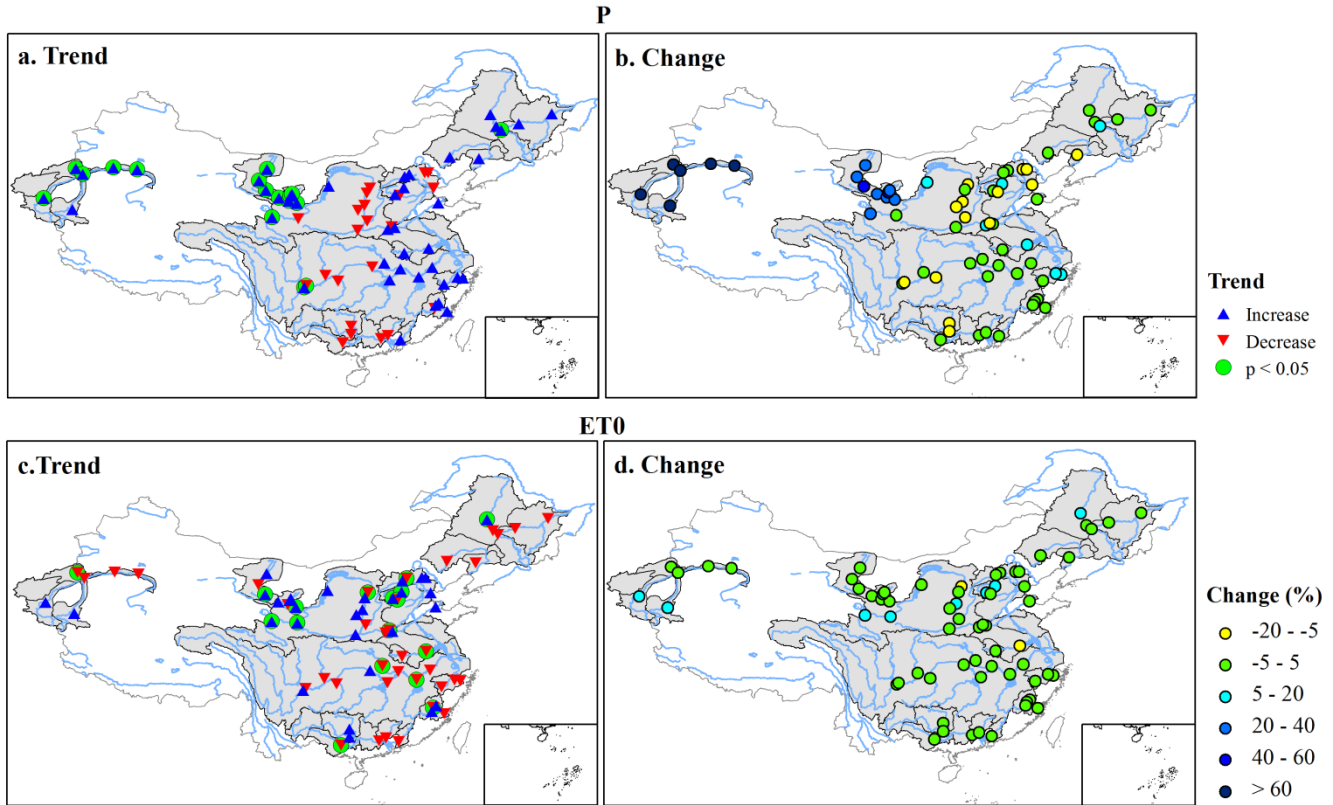 P
a. Trend
b. Change
Trend
Increase
Decrease
p < 0.05
ET0
c.Trend
d. Change
Change (%)
-20 - -5
-5 - 5
5 - 20
20 - 40
40 - 60
> 60